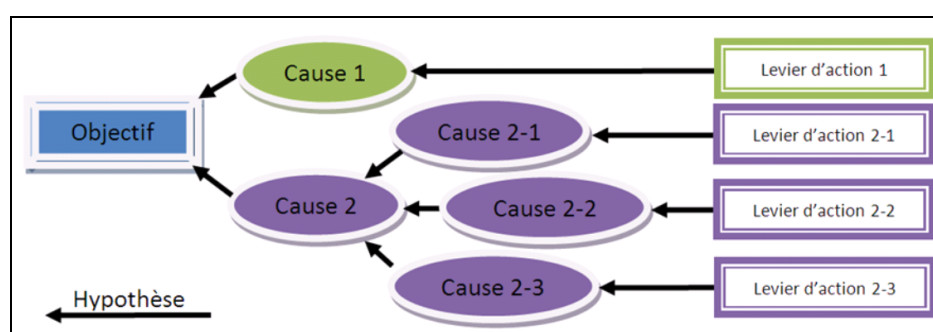 Cause 1
Levier d'action 1
Objectif
Cause 2-1
Levier d'action 2-1
Cause 2
Cause 2-2
Levier d'action 2-2
Cause 2-3
Levier d'action 2-3
Hypothèse